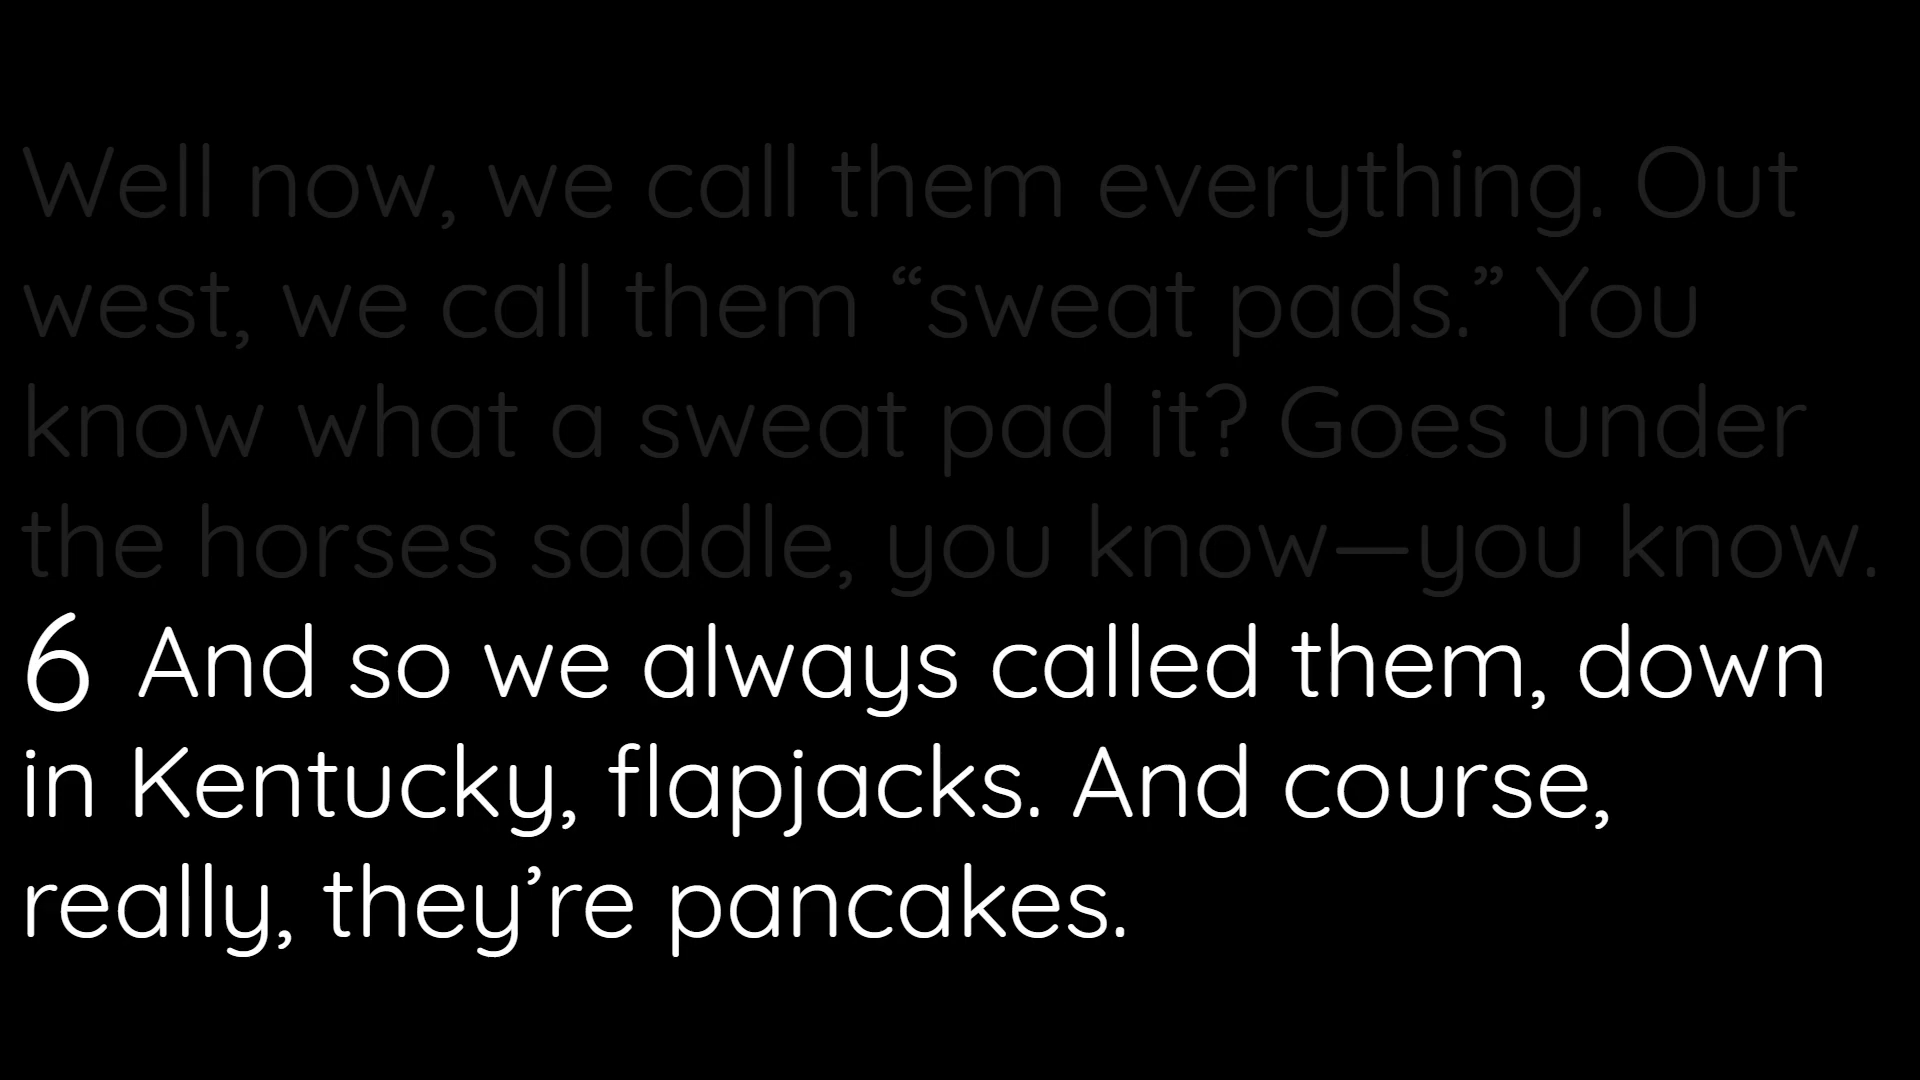 Well now, we call them everything. Out
west, we call them “sweat pads.” You
know what a sweat pad it? Goes under
the horses saddle, you know—you know.
6 And so we always called them, down
in Kentucky, flapjacks. And course,
really, they’re pancakes.